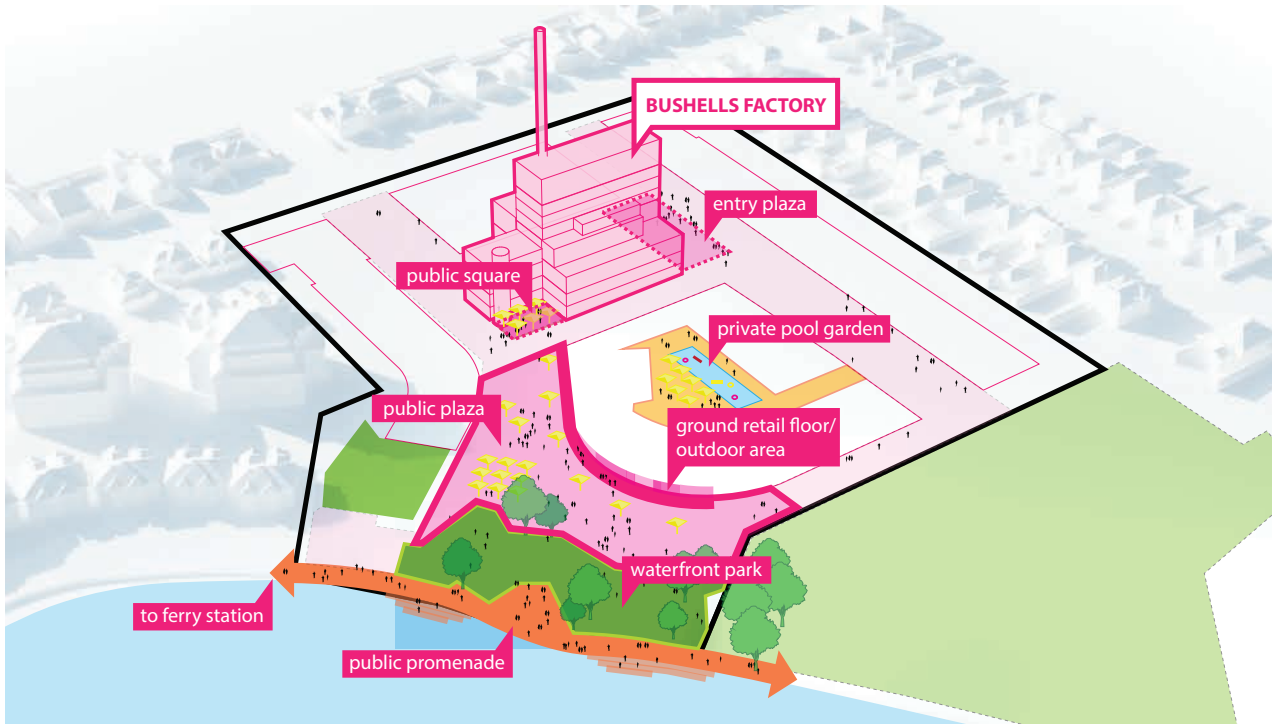 BUSHELLS FACTORY
entry plaza
public square
private pool garden
public plaza
ground retail floor/
outdoor area
waterfront park
to ferry station
public promenade